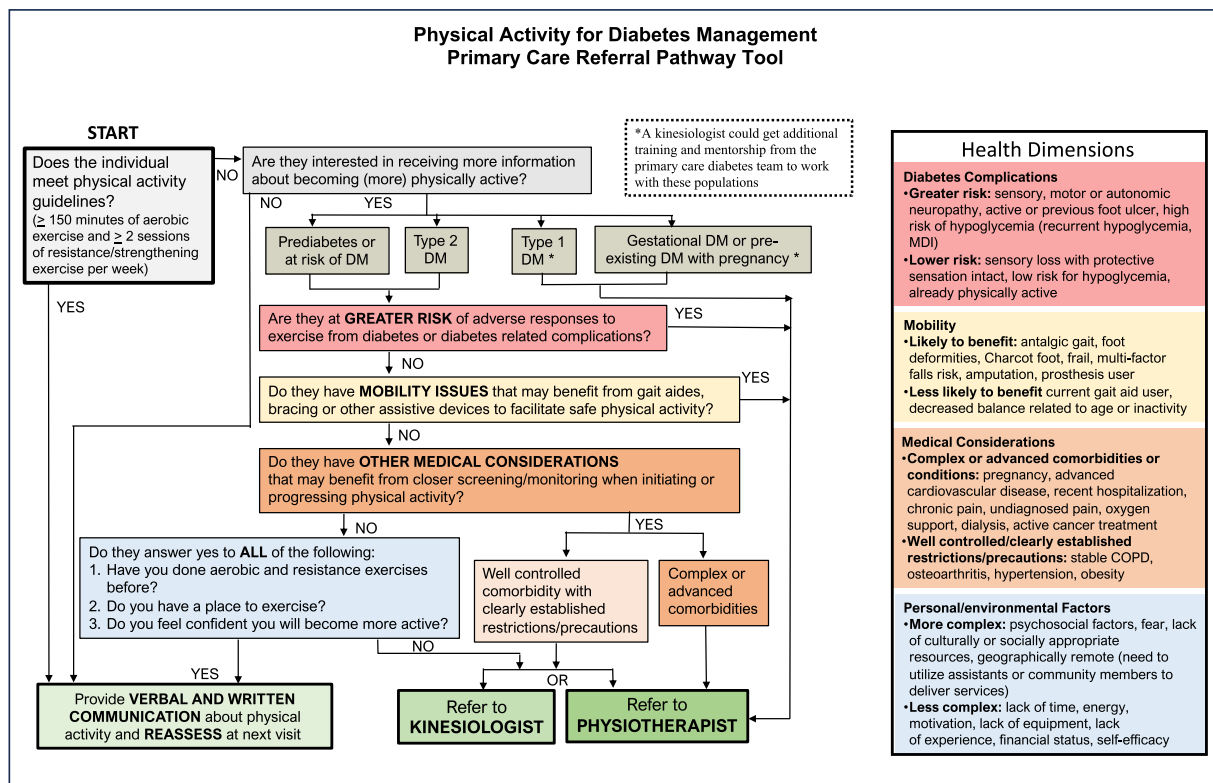 Physical Activity for Diabetes Management
Primary Care Referral Pathway Tool
START
Does the individual
meet physical activity
guidelines?
(≥ 150 minutes of aerobic
exercise and ≥ 2 sessions
of resistance/strengthening
exercise per week)
NO
YES
Are they interested in receiving more information
about becoming (more) physically active?
NO
YES
*A kinesiologist could get additional
training and mentorship from the
primary care diabetes team to work
with these populations
Prediabetes or
at risk of DM
Type 2
DM
Type 1
DM *
Gestational DM or pre-
existing DM with pregnancy *
Are they at GREATER RISK of adverse responses to
exercise from diabetes or diabetes related complications?
YES
NO
Do they have MOBILITY ISSUES that may benefit from gait aides,
bracing or other assistive devices to facilitate safe physical activity?
YES
NO
Do they have OTHER MEDICAL CONSIDERATIONS
that may benefit from closer screening/monitoring when initiating or
progressing physical activity?
NO
YES
Do they answer yes to ALL of the following:
1. Have you done aerobic and resistance exercises
before?
2. Do you have a place to exercise?
3. Do you feel confident you will become more active?
Well controlled
comorbidity with
clearly established
restrictions/precautions
Complex or
advanced
comorbidities
YES
NO
OR
Provide VERBAL AND WRITTEN
COMMUNICATION about physical
activity and REASSESS at next visit
Refer to
KINESIOLOGIST
Refer to
PHYSIOTHERAPIST
Health Dimensions
Diabetes Complications
•Greater risk: sensory, motor or autonomic
neuropathy, active or previous foot ulcer, high
risk of hypoglycemia (recurrent hypoglycemia,
MDI)
•Lower risk: sensory loss with protective
sensation intact, low risk for hypoglycemia,
already physically active
Mobility
•Likely to benefit: antalgic gait, foot
deformities, Charcot foot, frail, multi-factor
falls risk, amputation, prosthesis user
•Less likely to benefit current gait aid user,
decreased balance related to age or inactivity
Medical Considerations
•Complex or advanced comorbidities or
conditions: pregnancy, advanced
cardiovascular disease, recent hospitalization,
chronic pain, undiagnosed pain, oxygen
support, dialysis, active cancer treatment
•Well controlled/clearly established
restrictions/precautions: stable COPD,
osteoarthritis, hypertension, obesity
Personal/environmental Factors
•More complex: psychosocial factors, fear, lack
of culturally or socially appropriate
resources, geographically remote (need to
utilize assistants or community members to
deliver services)
•Less complex: lack of time, energy,
motivation, lack of equipment, lack
of experience, financial status, self-efficacy